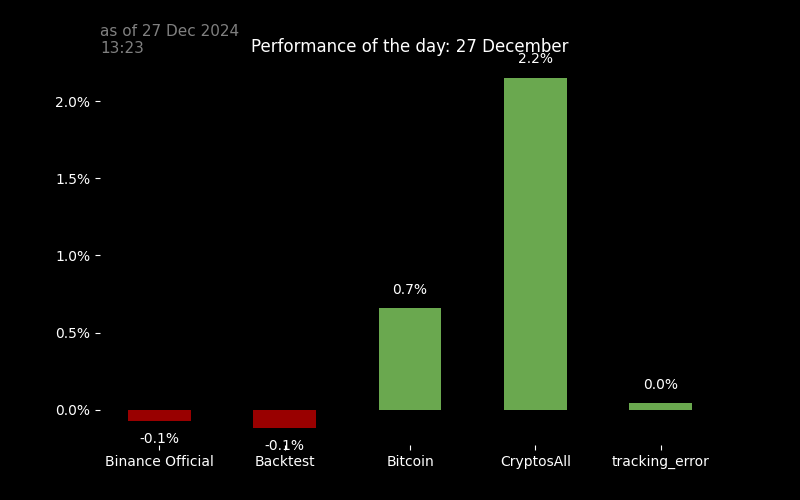 as of 27 Dec 2024
13:23
Performance of the day: 27 December
2.2%
2.0%
1.5%
1.0%
0.7%
0.5%
0.0%
0.0%
-0.1%
-0.1%
Binance Official
Backtest
Bitcoin
CryptosAll
tracking_error